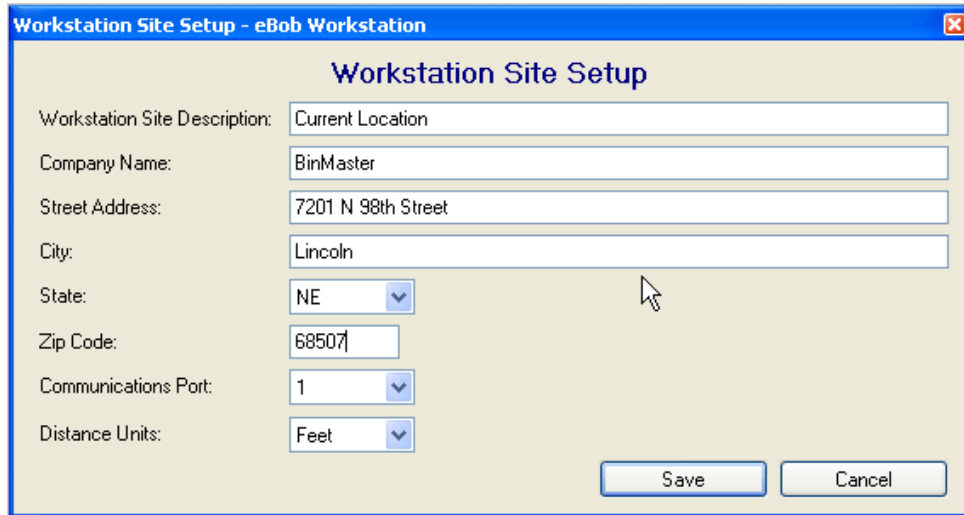 Workstation Site Setup - eBob Workstation
Workstation Site Setup
Workstation Site Description: Current Location
Company Name: BinMaster
Street Address: 7201 N 98th Street
City: Lincoln
State: NE
Zip Code: 68507
Communications Port: 1
Distance Units: Feet
Save Cancel